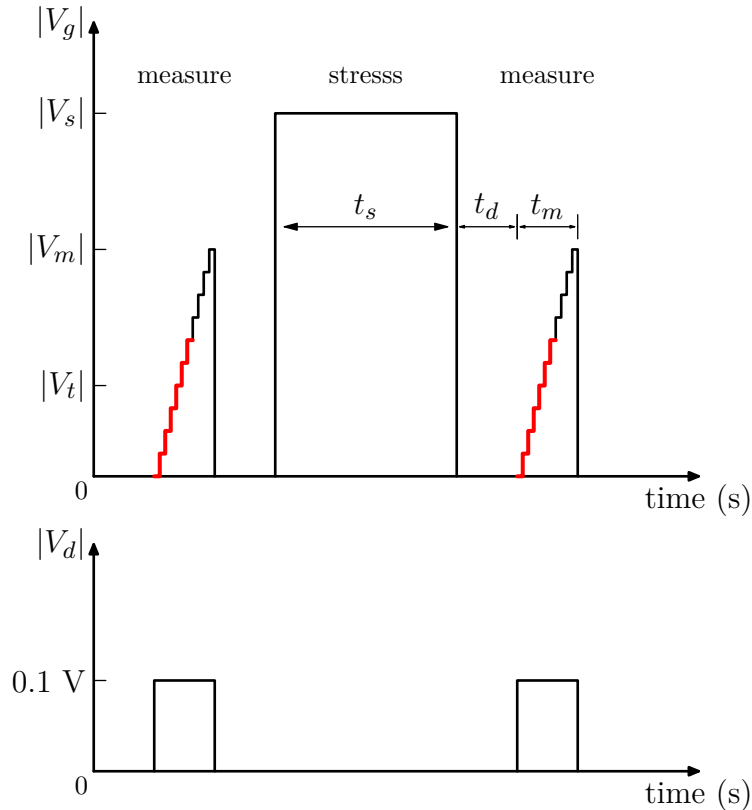 |V_g|
measure stresss measure
|V_s|
t_s t_d t_m
|V_m|
|V_t|
0
time (s)
|V_d|
0.1 V
0
time (s)